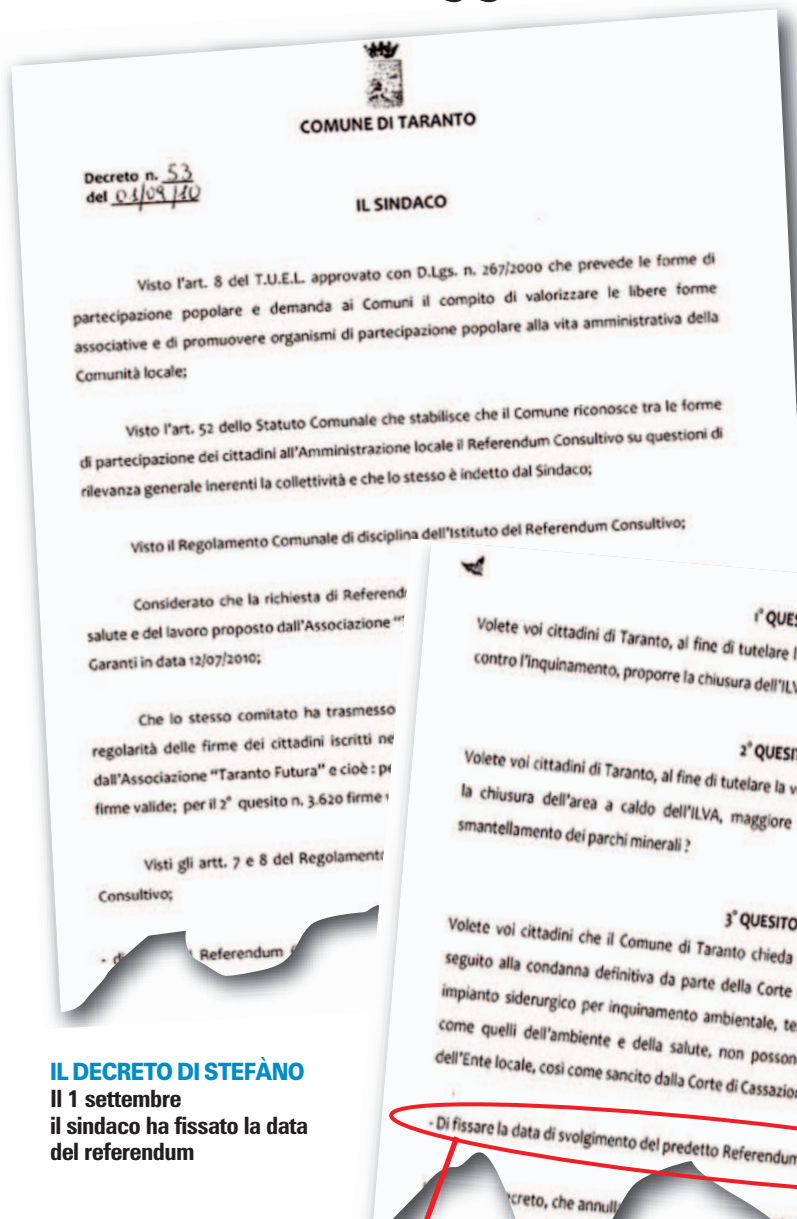 COMUNE DI TARANTO
Decreto n. 53
del 01/09/10
IL SINDACO
Visto l'art. 8 del T.U.E.L. approvato con D.Lgs. n. 267/2000 che prevede le forme di
partecipazione popolare e demanda ai Comuni il compito di valorizzare le libere forme
associative e di promuovere organismi di partecipazione popolare alla vita amministrativa della
Comunità locale;
Visto l'art. 52 dello Statuto Comunale che stabilisce che il Comune riconosce tra le forme
di partecipazione dei cittadini all'Amministrazione locale il Referendum Consultivo su questioni di
rilevanza generale inerenti la collettività e che lo stesso è indetto dal Sindaco;
Visto il Regolamento Comunale di disciplina dell'Istituto del Referendum Consultivo;
Considerato che la richiesta di Referend
salute e del lavoro proposto dall'Associazione "T
Garanti in data 12/07/2010;
Che lo stesso comitato ha trasmesso
regolarità delle firme dei cittadini iscritti ne
dall'Associazione "Taranto Futura" e cioè : pe
firme valide; per il 2° quesito n. 3.620 firme v
Visti gli artt. 7 e 8 del Regolamento
Consultivo;
- d
Referendum
1° QUES
Volete voi cittadini di Taranto, al fine di tutelare l
contro l'inquinamento, proporre la chiusura dell'ILV
2° QUESIT
Volete voi cittadini di Taranto, al fine di tutelare la v
la chiusura dell'area a caldo dell'ILVA, maggiore
smantellamento dei parchi minerali ?
3° QUESITO
Volete voi cittadini che il Comune di Taranto chieda
seguito alla condanna definitiva da parte della Corte
impianto siderurgico per inquinamento ambientale, te
come quelli dell'ambiente e della salute, non posson
dell'Ente locale, così come sancito dalla Corte di Cassazion
- Di fissare la data di svolgimento del predetto Referendum
creto, che annull
IL DECRETO DI STEFÀNO
Il 1 settembre
il sindaco ha fissato la data
del referendum